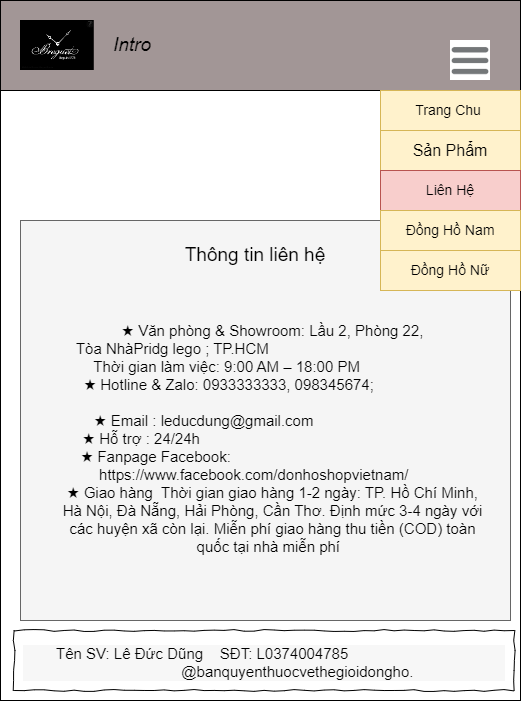 Breguet
Intro
Trang Chu
Sản Phẩm
Liên Hệ
Đồng Hồ Nam
Đồng Hồ Nữ
Thông tin liên hệ
★ Văn phòng & Showroom: Lầu 2, Phòng 22,
Tòa NhàPridg lego ; TP.HCM
Thời gian làm việc: 9:00 AM – 18:00 PM
★ Hotline & Zalo: 0933333333, 098345674;
★ Email : leducdung@gmail.com
★ Hỗ trợ : 24/24h
★ Fanpage Facebook:
https://www.facebook.com/donhoshopvietnam/
★ Giao hàng  Thời gian giao hàng 1-2 ngày: TP. Hồ Chí Minh,
Hà Nội, Đà Nẵng, Hải Phòng, Cần Thơ. Định mức 3-4 ngày với
các huyện xã còn lại. Miễn phí giao hàng thu tiền (COD) toàn
quốc tại nhà miễn phí
Tên SV: Lê Đức Dũng    SĐT: L0374004785
@banquyenthuocvethegioidongho.